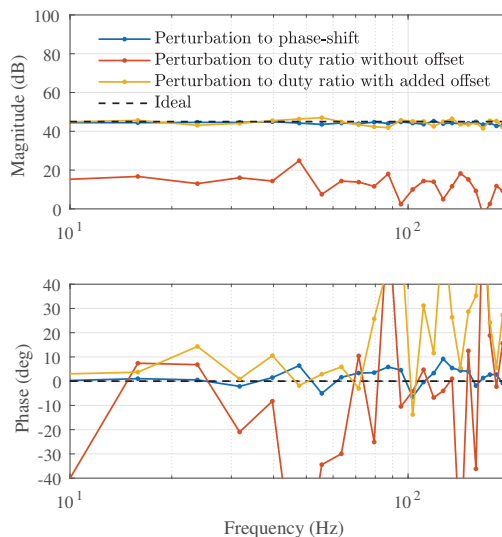 Magnitude (dB)
100
80
60
40
20
0
Perturbation to phase-shift
Perturbation to duty ratio without offset
Perturbation to duty ratio with added offset
Ideal
10^1
10^2
Phase (deg)
40
30
20
10
0
-10
-20
-30
-40
10^1
10^2
Frequency (Hz)